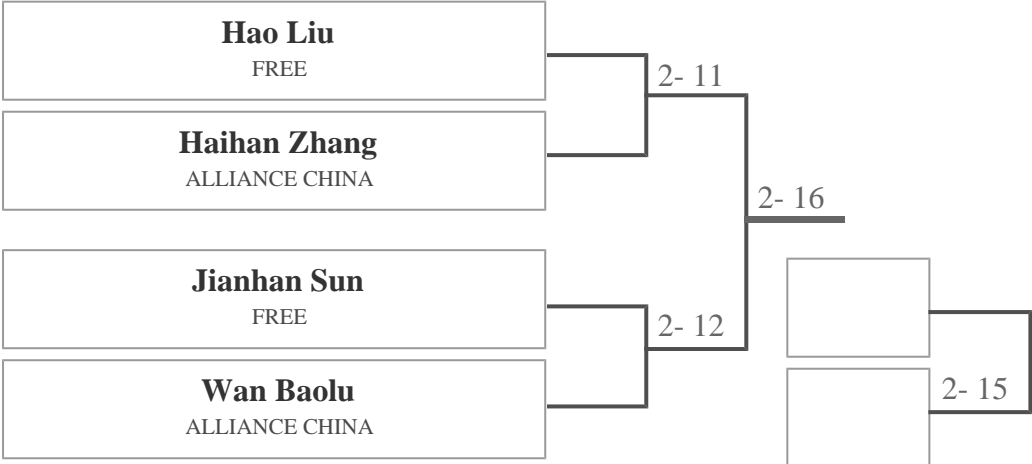 Hao Liu
FREE
2- 11
Haihan Zhang
ALLIANCE CHINA
2- 16
Jianhan Sun
FREE
2- 12
Wan Baolu
ALLIANCE CHINA
2- 15